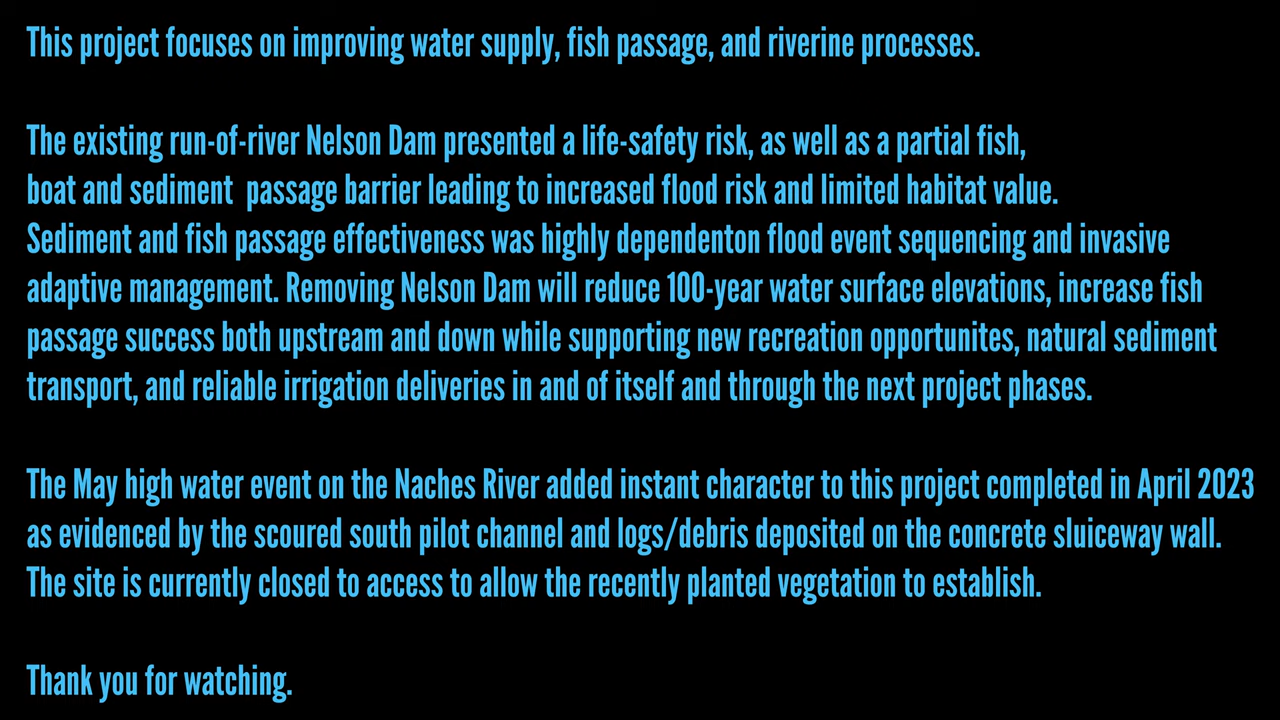 This project focuses on improving water supply, fish passage, and riverine processes.
The existing run-of-river Nelson Dam presented a life-safety risk, as well as a partial fish,
boat and sediment  passage barrier leading to increased flood risk and limited habitat value.
Sediment and fish passage effectiveness was highly dependenton flood event sequencing and invasive
adaptive management. Removing Nelson Dam will reduce 100-year water surface elevations, increase fish
passage success both upstream and down while supporting new recreation opportunites, natural sediment
transport, and reliable irrigation deliveries in and of itself and through the next project phases.
The May high water event on the Naches River added instant character to this project completed in April 2023
as evidenced by the scoured south pilot channel and logs/debris deposited on the concrete sluiceway wall.
The site is currently closed to access to allow the recently planted vegetation to establish.
Thank you for watching.